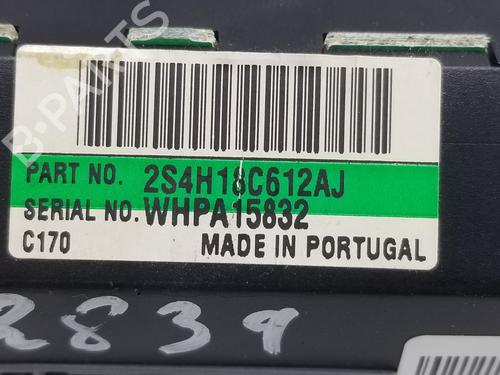 B-PARTS
PART NO. 2S4H18C612AJ
SERIAL NO. WHPA15832
C170 MADE IN PORTUGAL
2839